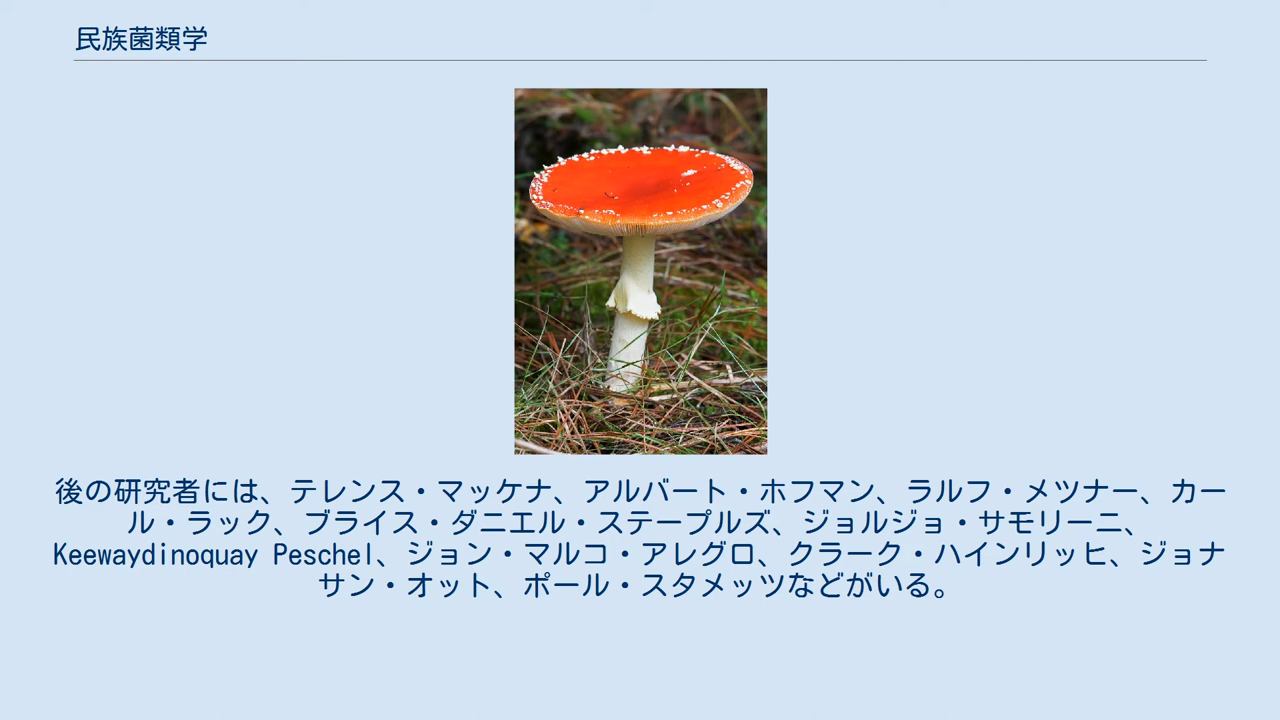 民族菌類学
後の研究者には、テレンス・マッケナ、アルバート・ホフマン、ラルフ・メツナー、カー
ル・ラック、ブライス・ダニエル・ステープルズ、ジョルジョ・サモリーニ、
Keewaydinoquay Peschel、ジョン・マルコ・アレグロ、クラーク・ハインリッヒ、ジョナ
サン・オット、ポール・スタメッツなどがいる。